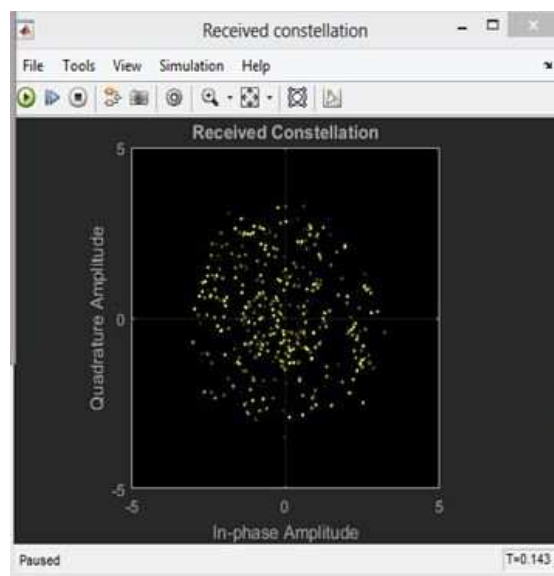 Received constellation
File Tools View Simulation Help
Received Constellation
5
0
-5
Quadrature Amplitude
-5 0 5
In-phase Amplitude
Paused T=0.143